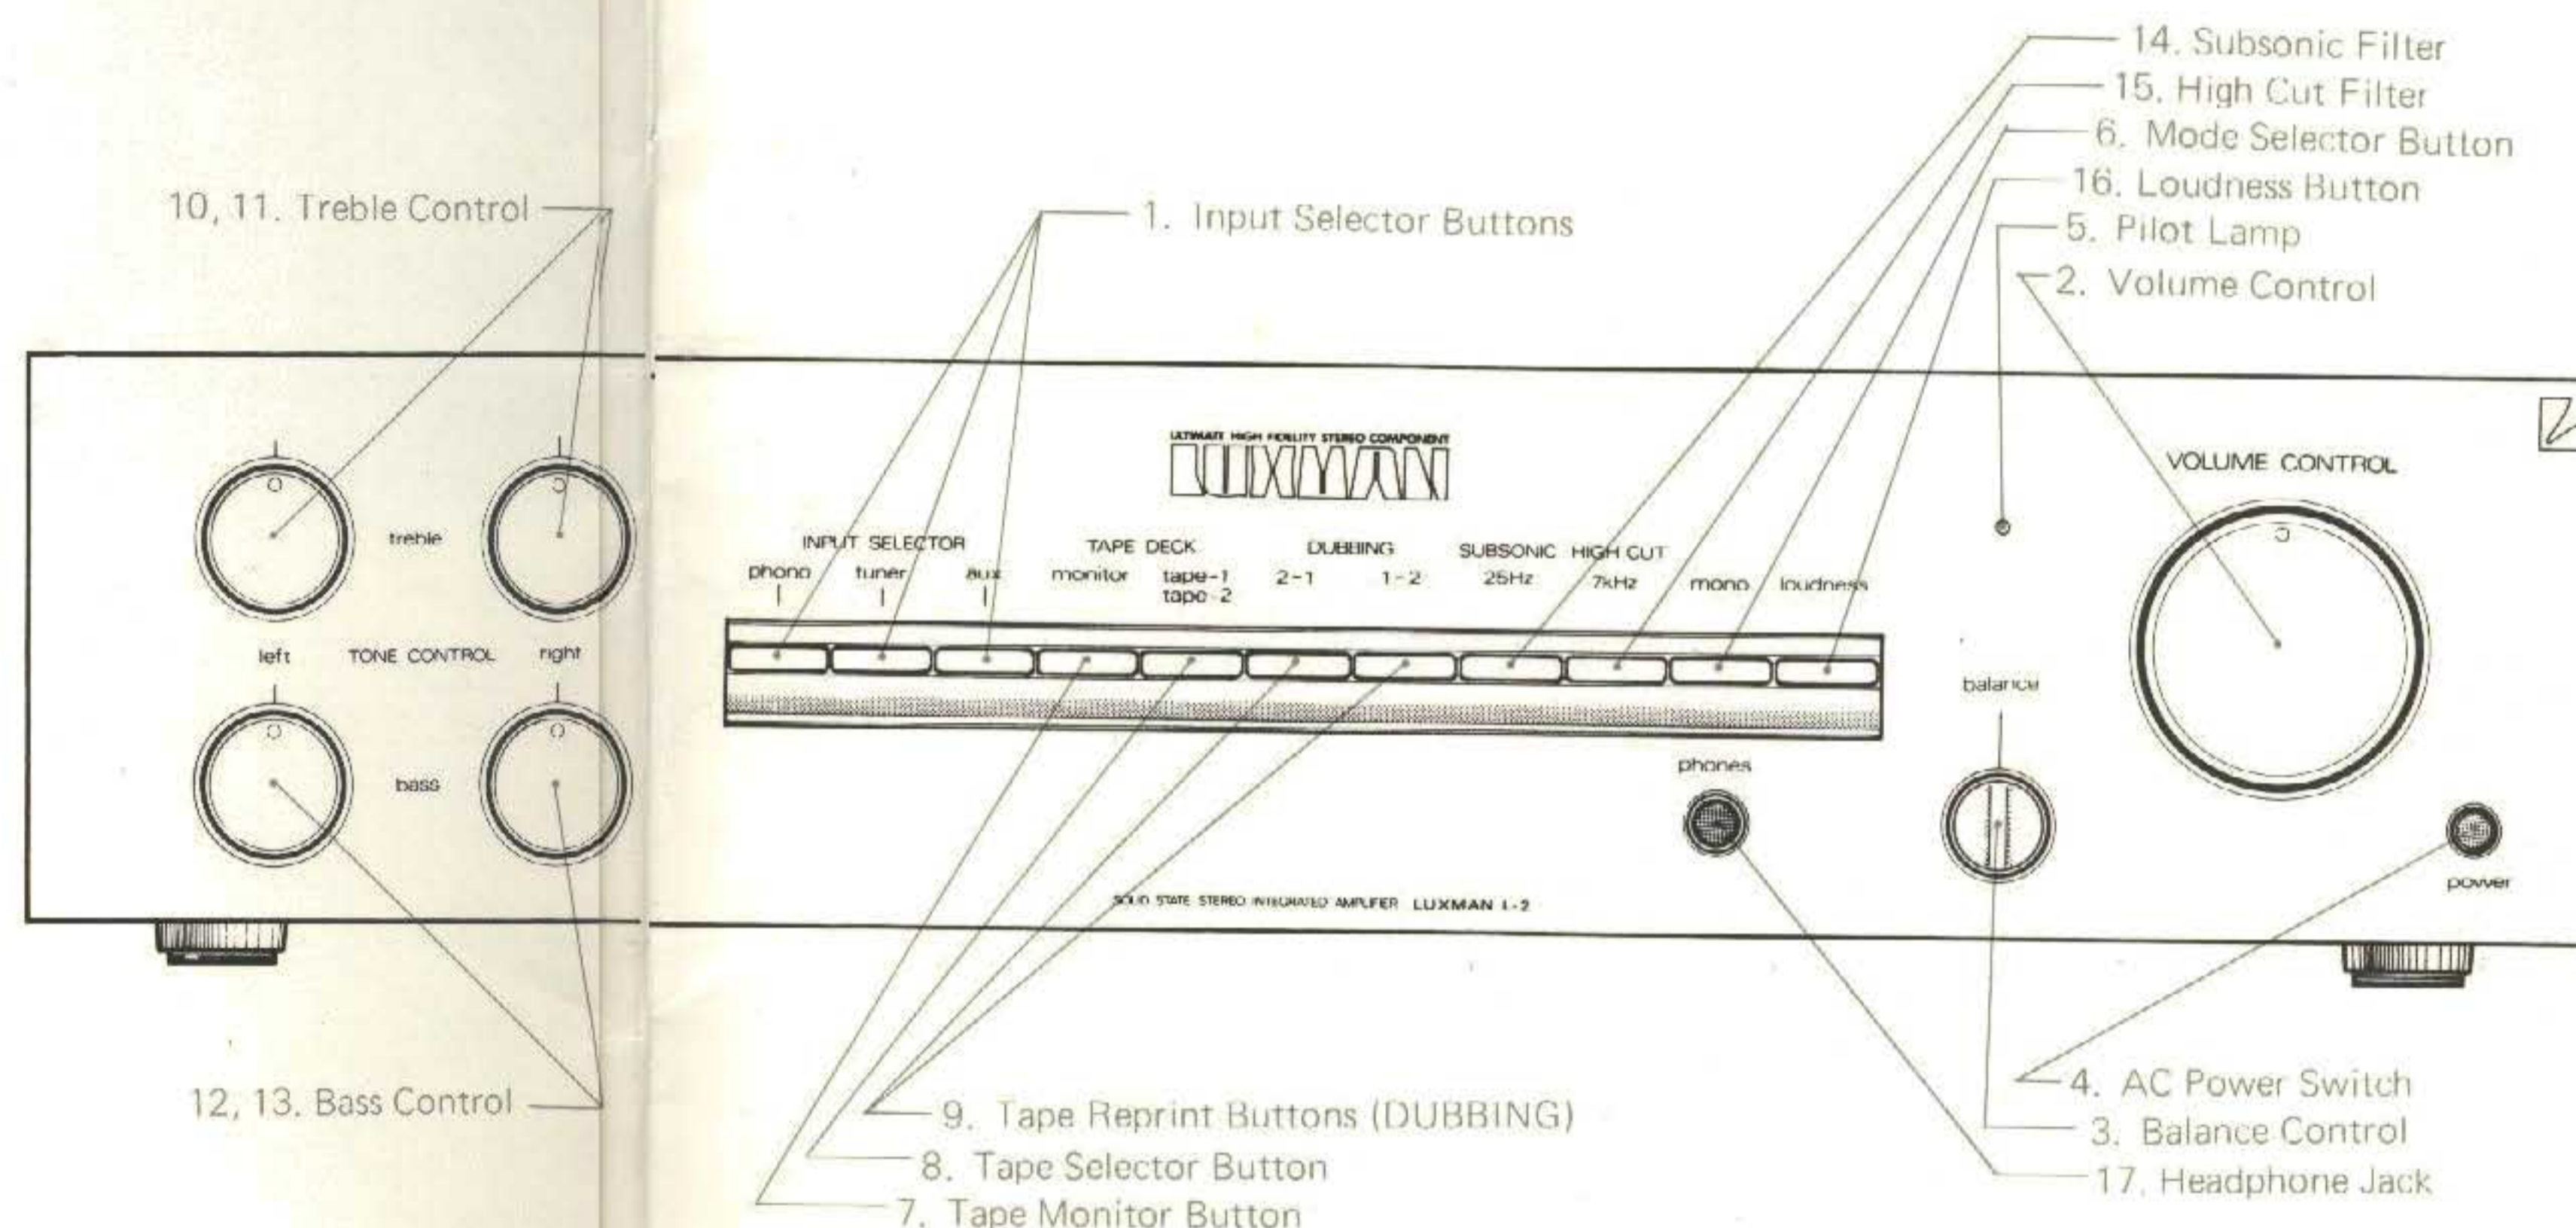 14. Subsonic Filter
15. High Cut Filter
6. Mode Selector Button
16. Loudness Button
5. Pilot Lamp
2. Volume Control
10, 11. Treble Control
1. Input Selector Buttons
ULTIMATE HIGH FIDELITY STEREO COMPONENT
LUXMAN
VOLUME CONTROL
treble
INPUT SELECTOR
TAPE DECK
DUBBING
SUBSONIC HIGH CUT
phono tuner aux monitor tape-1 2-1 1-2 25Hz 7kHz mono loudness
tape-2
left TONE CONTROL right
balance
bass
phones
power
SOLID STATE STEREO INTEGRATED AMPLIFIER LUXMAN L-2
12, 13. Bass Control
9. Tape Reprint Buttons (DUBBING)
8. Tape Selector Button
7. Tape Monitor Button
4. AC Power Switch
3. Balance Control
17. Headphone Jack